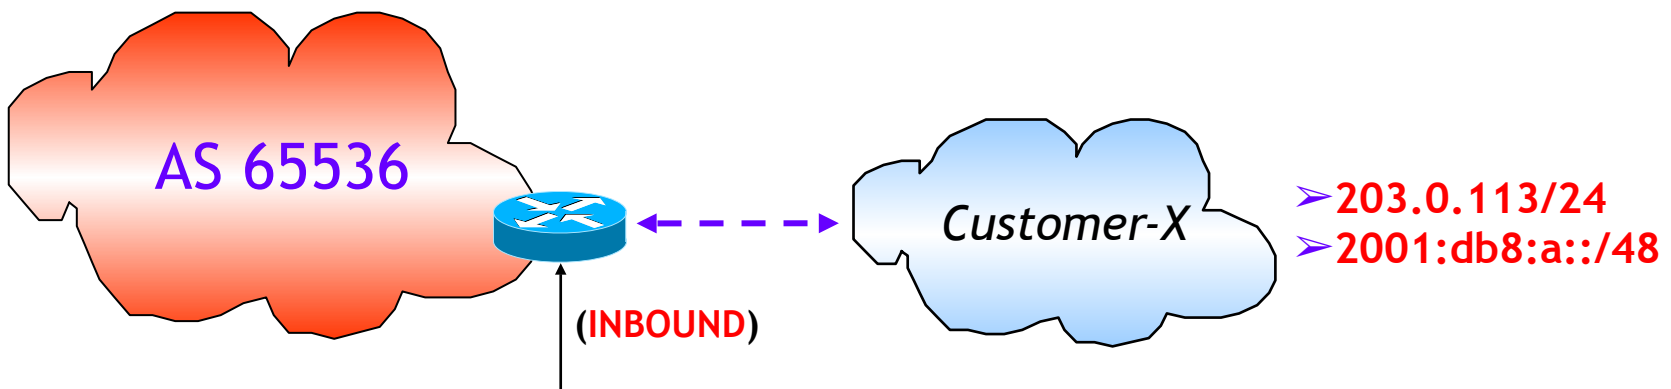 AS 65536
Customer-X
➢203.0.113/24
➢2001:db8:a::/48
(INBOUND)